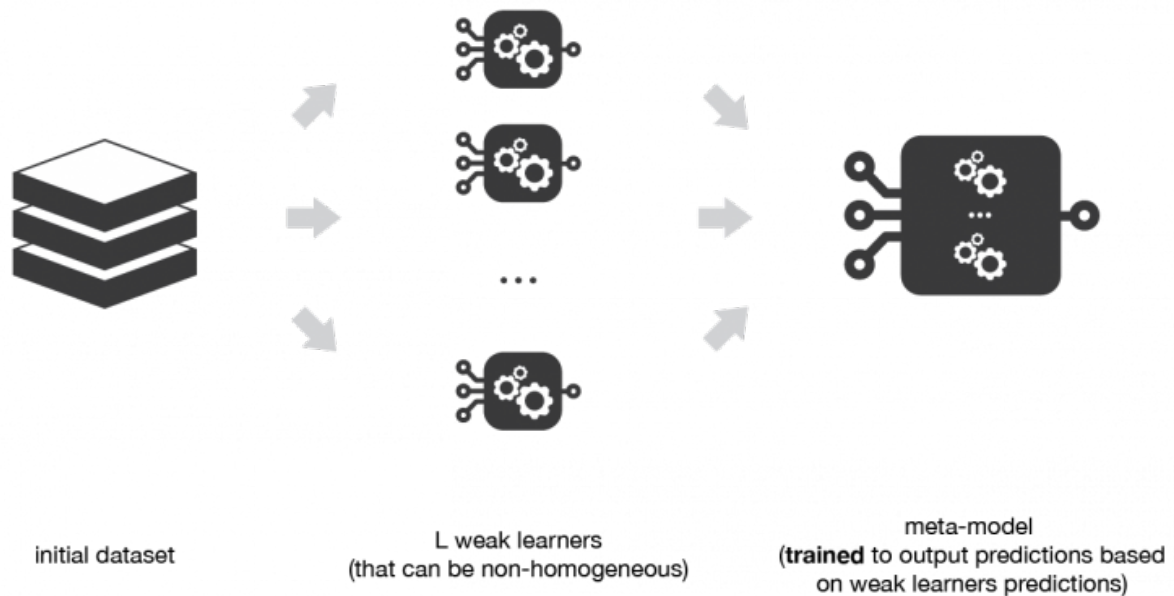 initial dataset
L weak learners
(that can be non-homogeneous)
meta-model
(trained to output predictions based
on weak learners predictions)